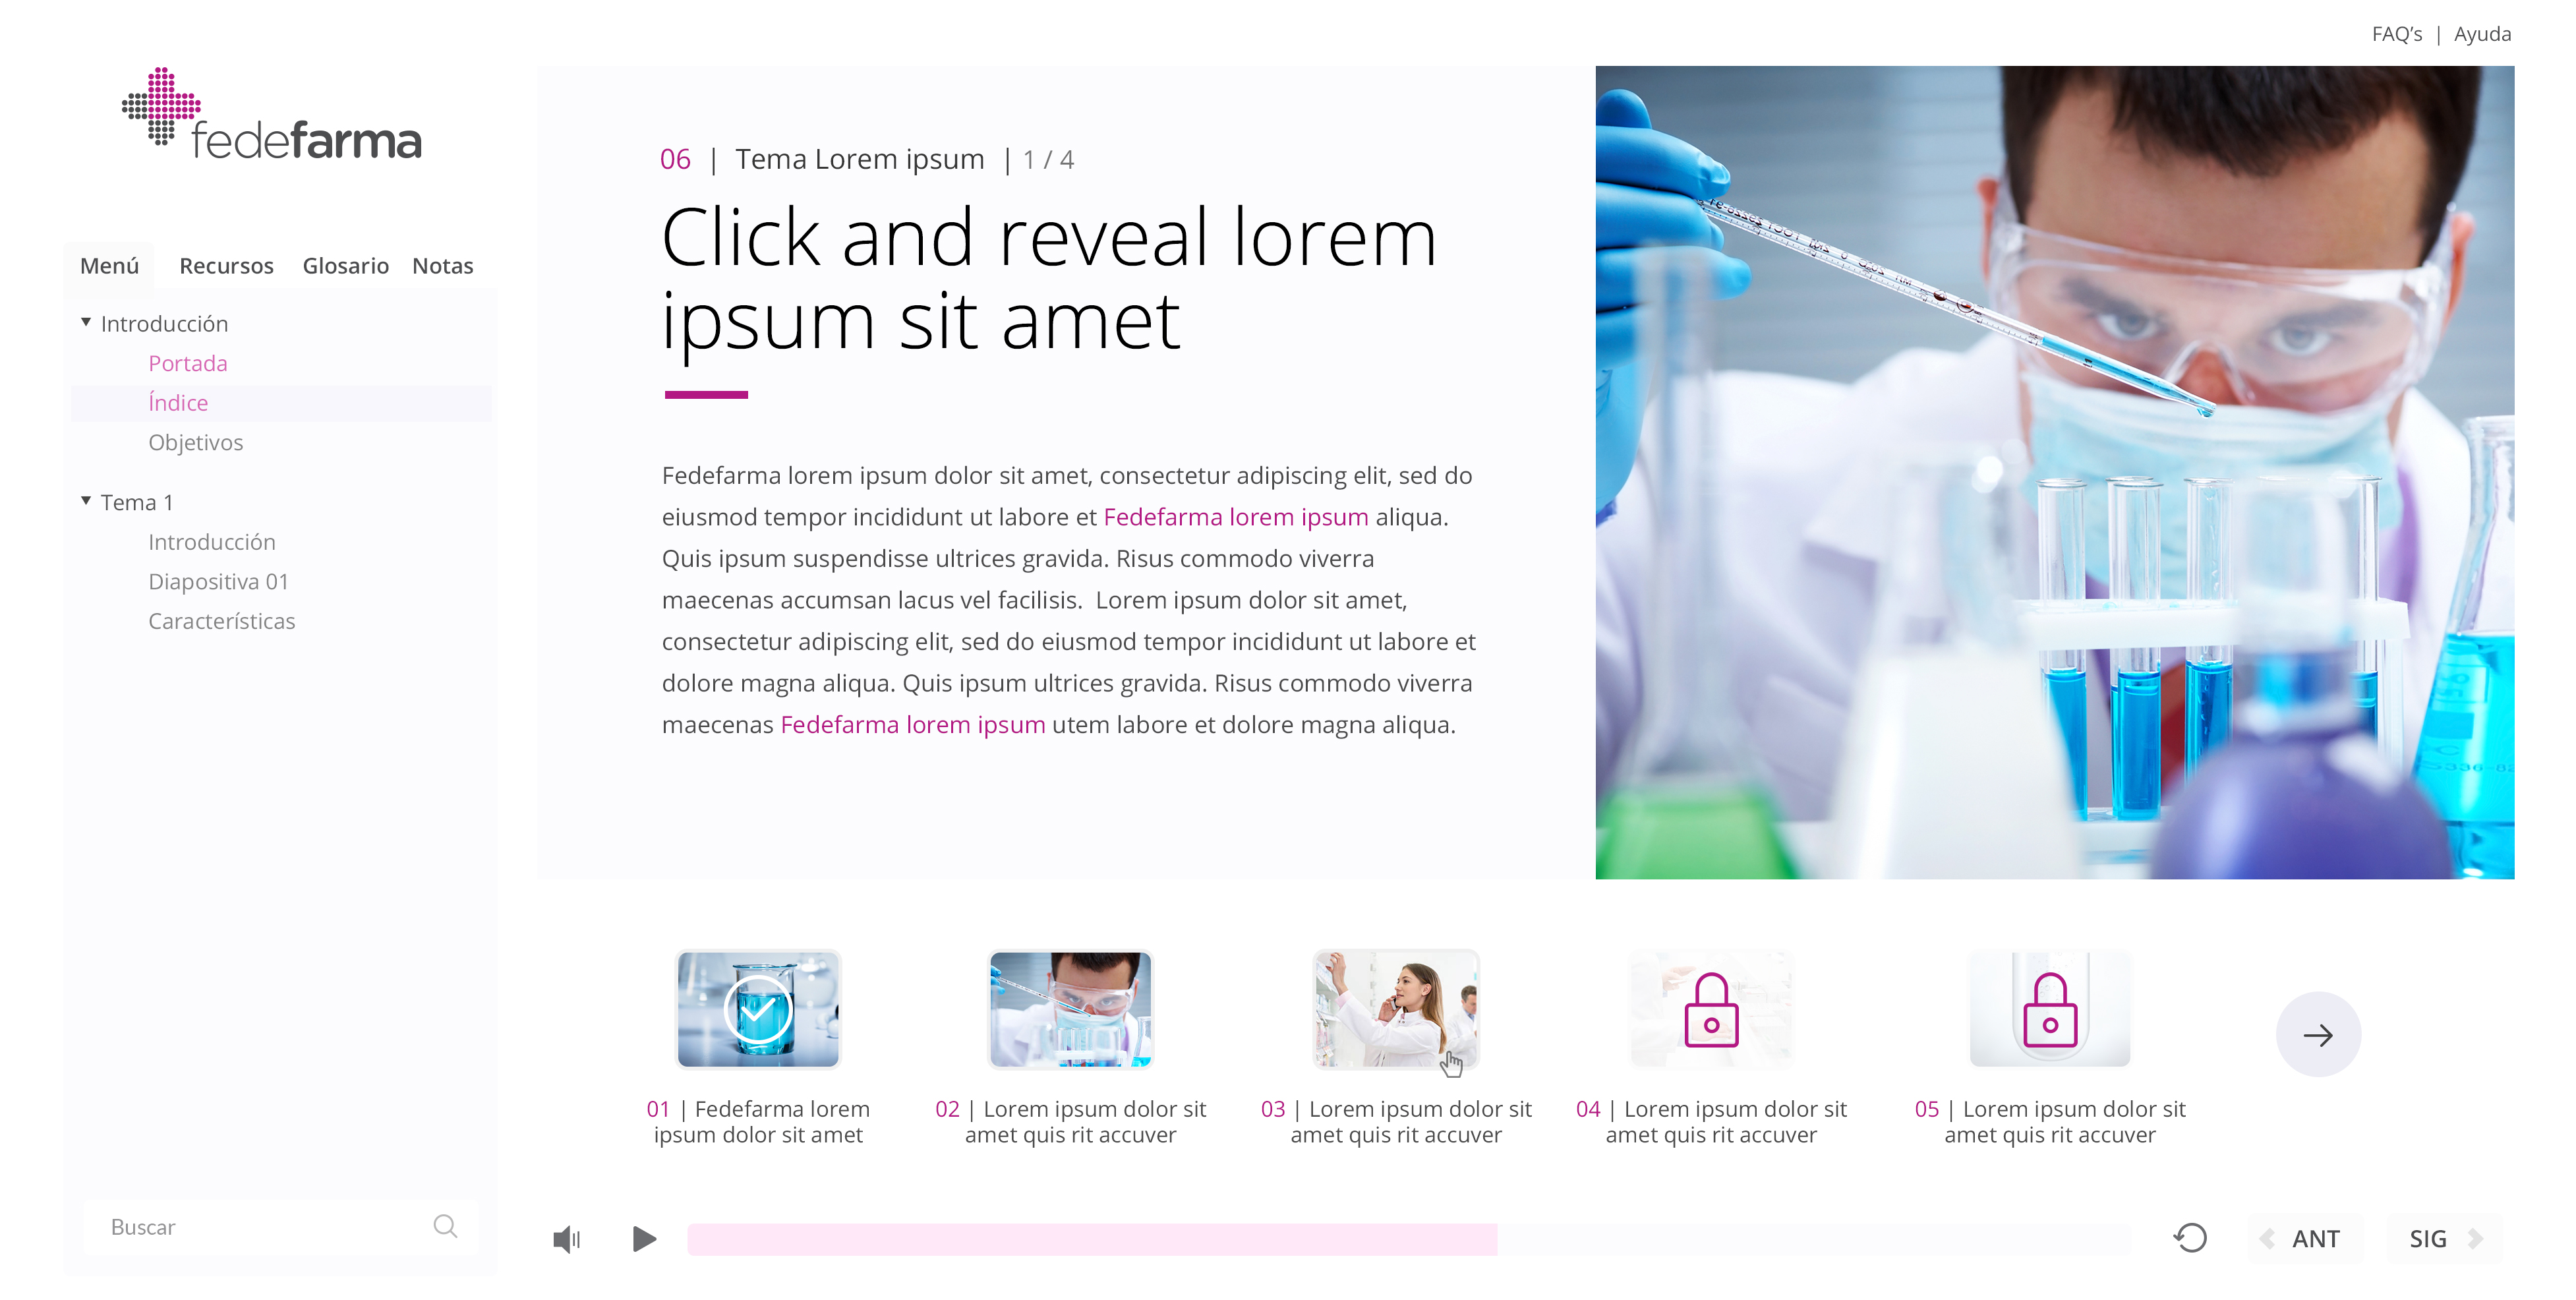 FAQ's | Ayuda
fedefarma
Menú Recursos Glosario Notas
Introducción
Portada
Índice
Objetivos
Tema 1
Introducción
Diapositiva 01
Características
Buscar
06 | Tema Lorem ipsum | 1 / 4
Click and reveal lorem
ipsum sit amet
Fedefarma lorem ipsum dolor sit amet, consectetur adipiscing elit, sed do
eiusmod tempor incididunt ut labore et Fedefarma lorem ipsum aliqua.
Quis ipsum suspendisse ultrices gravida. Risus commodo viverra
maecenas accumsan lacus vel facilisis. Lorem ipsum dolor sit amet,
consectetur adipiscing elit, sed do eiusmod tempor incididunt ut labore et
dolore magna aliqua. Quis ipsum ultrices gravida. Risus commodo viverra
maecenas Fedefarma lorem ipsum utem labore et dolore magna aliqua.
01 | Fedefarma lorem
ipsum dolor sit amet
02 | Lorem ipsum dolor sit
amet quis rit accuver
03 | Lorem ipsum dolor sit
amet quis rit accuver
04 | Lorem ipsum dolor sit
amet quis rit accuver
05 | Lorem ipsum dolor sit
amet quis rit accuver
ANT
SIG